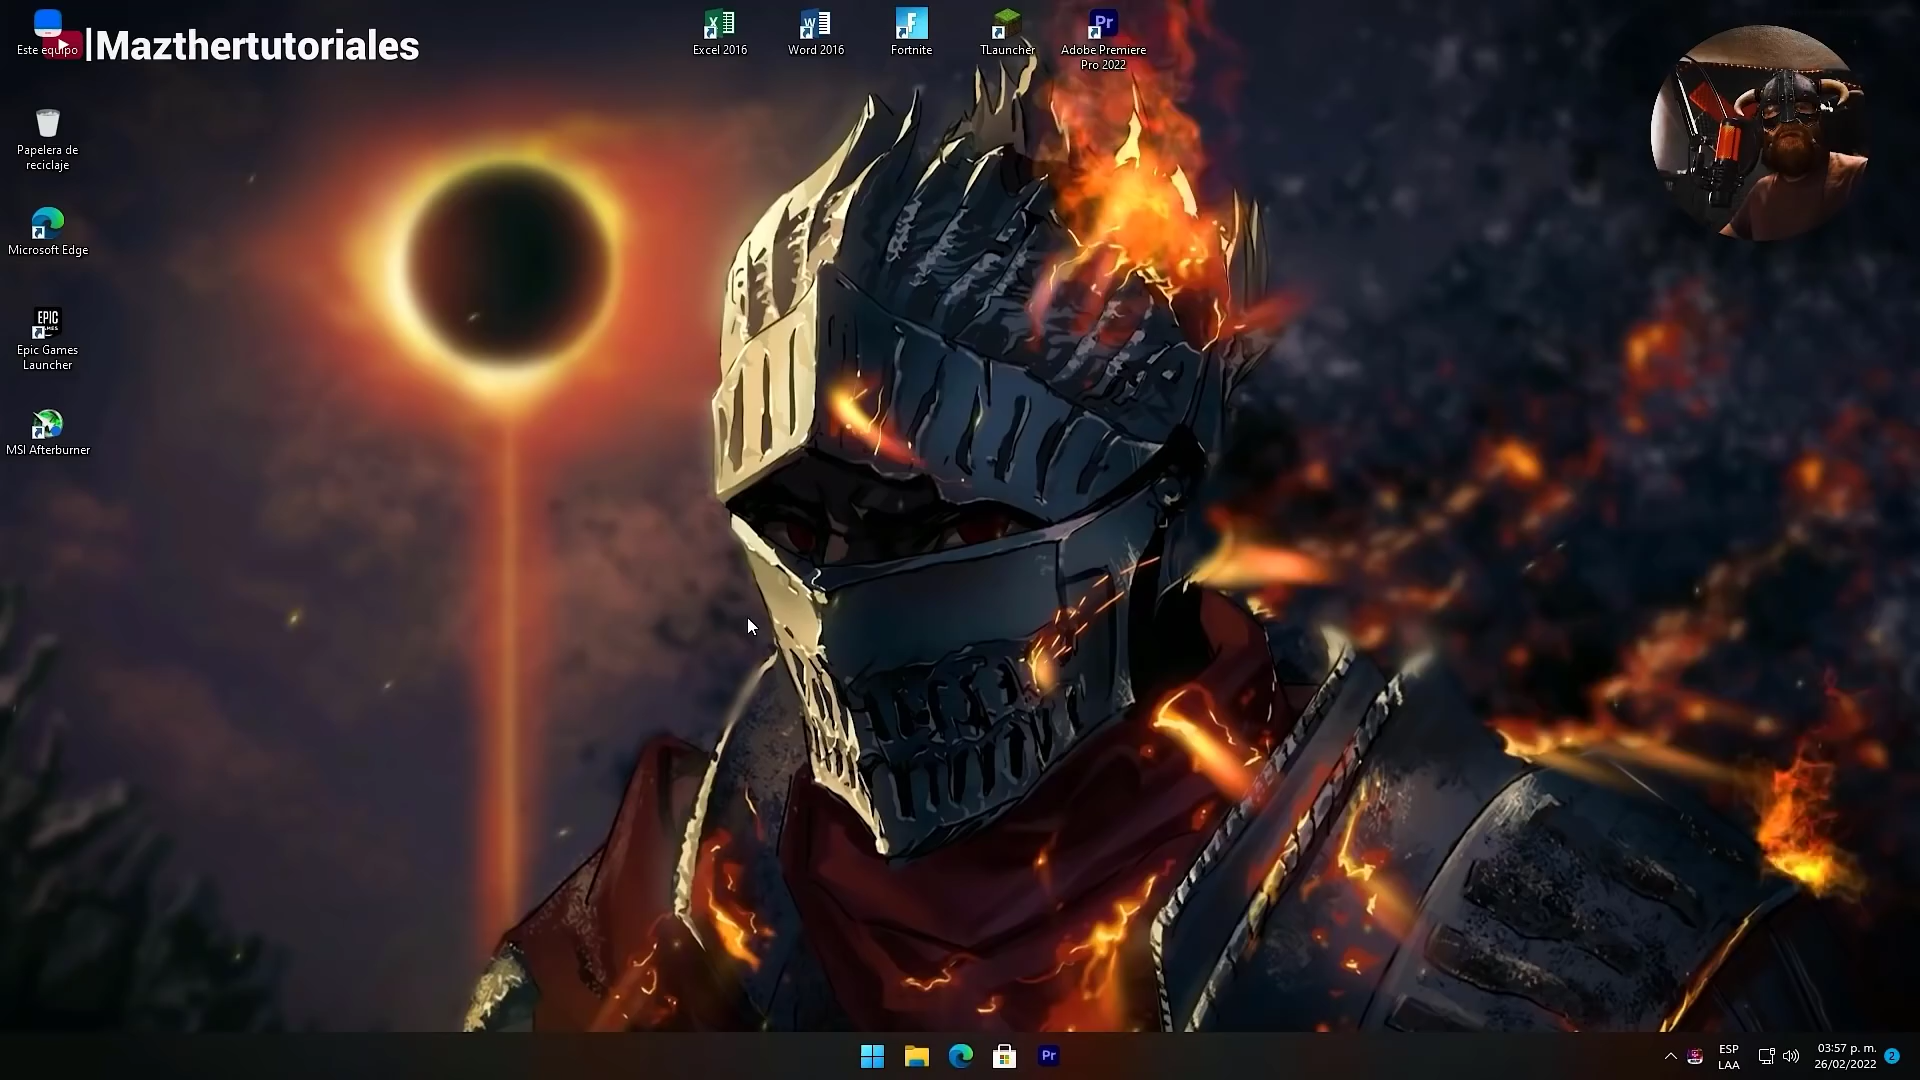 Este equipo
|Mazthertutoriales
Excel 2016
Word 2016
Fortnite
TLauncher
Adobe Premiere
Pro 2022
Papelera de
reciclaje
Microsoft Edge
EPIC
Epic Games
Launcher
MSI Afterburner
Pr
ESP
LAA
03:57 p. m.
26/02/2022
2